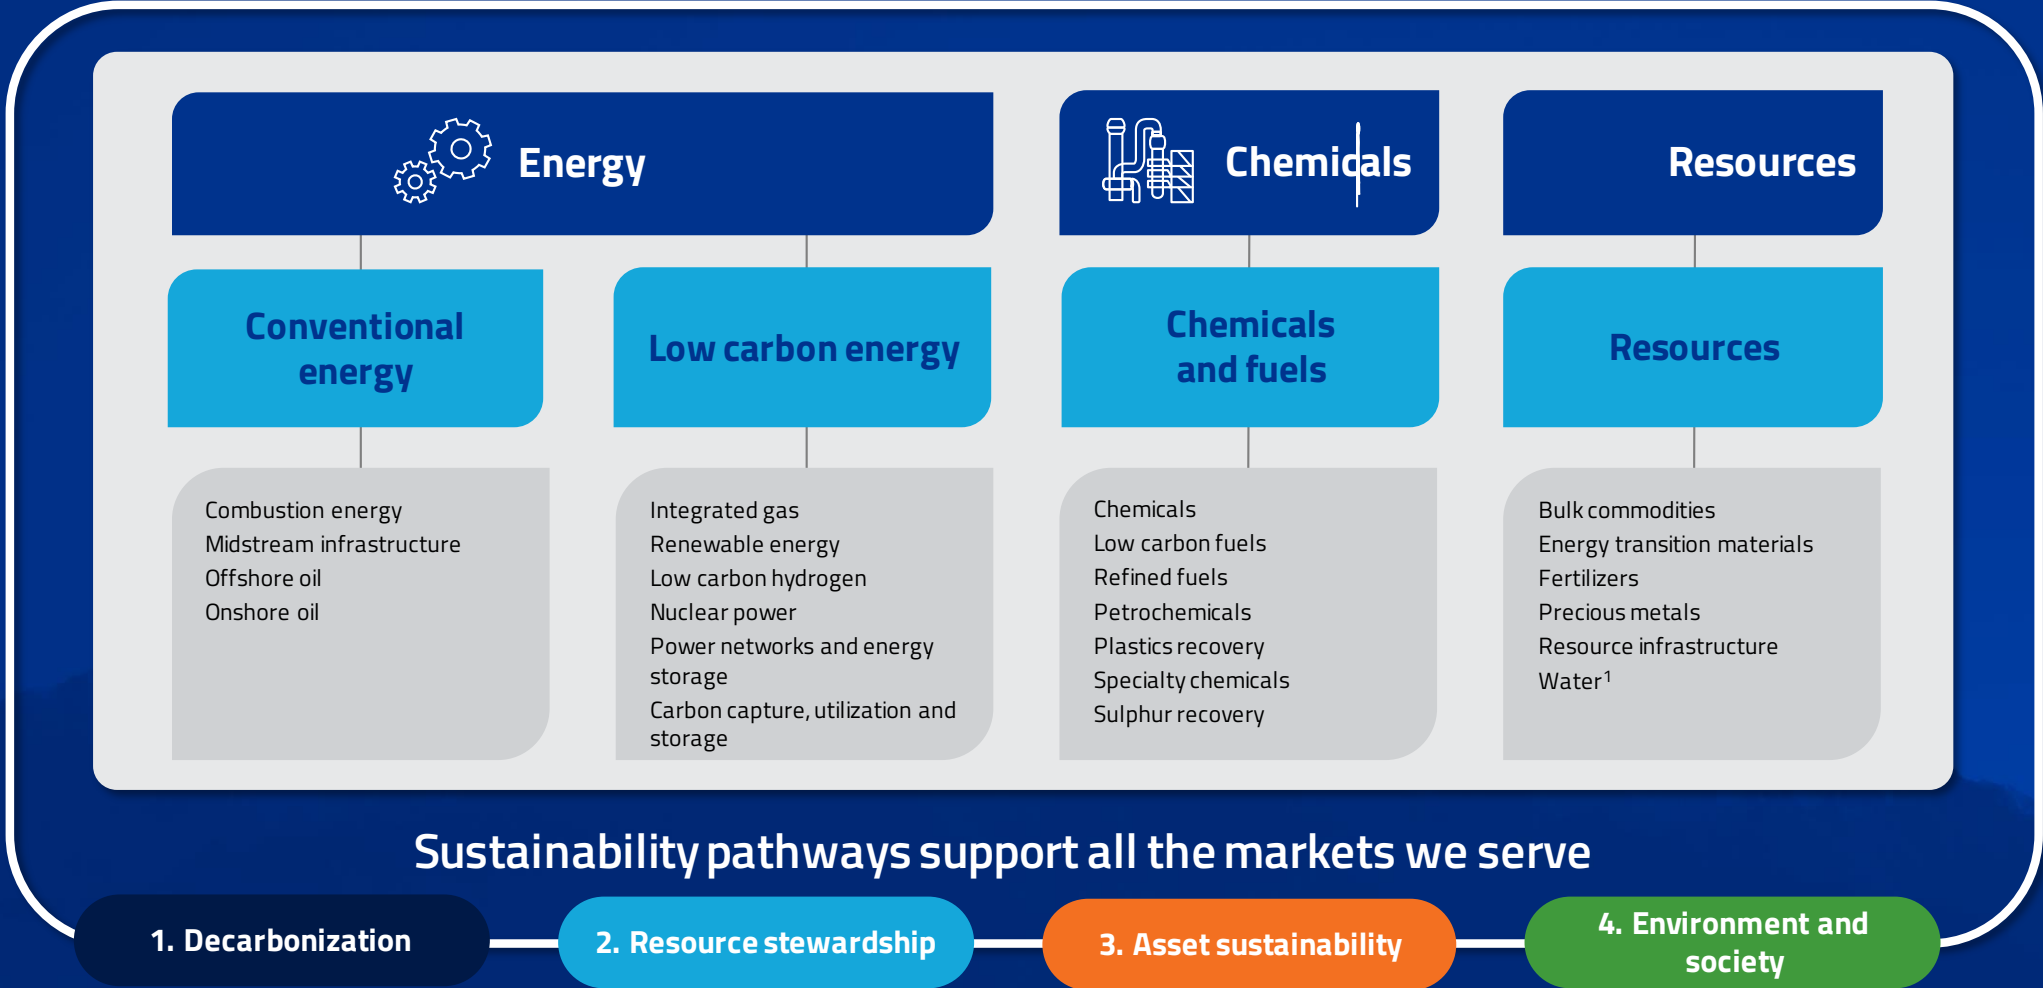 Energy
Chemicals
Resources
Conventional
energy
Low carbon energy
Chemicals
and fuels
Resources
Combustion energy
Midstream infrastructure
Offshore oil
Onshore oil
Integrated gas
Renewable energy
Low carbon hydrogen
Nuclear power
Power networks and energy
storage
Carbon capture, utilization and
storage
Chemicals
Low carbon fuels
Refined fuels
Petrochemicals
Plastics recovery
Specialty chemicals
Sulphur recovery
Bulk commodities
Energy transition materials
Fertilizers
Precious metals
Resource infrastructure
Water¹
Sustainability pathways support all the markets we serve
1. Decarbonization
2. Resource stewardship
3. Asset sustainability
4. Environment and
society